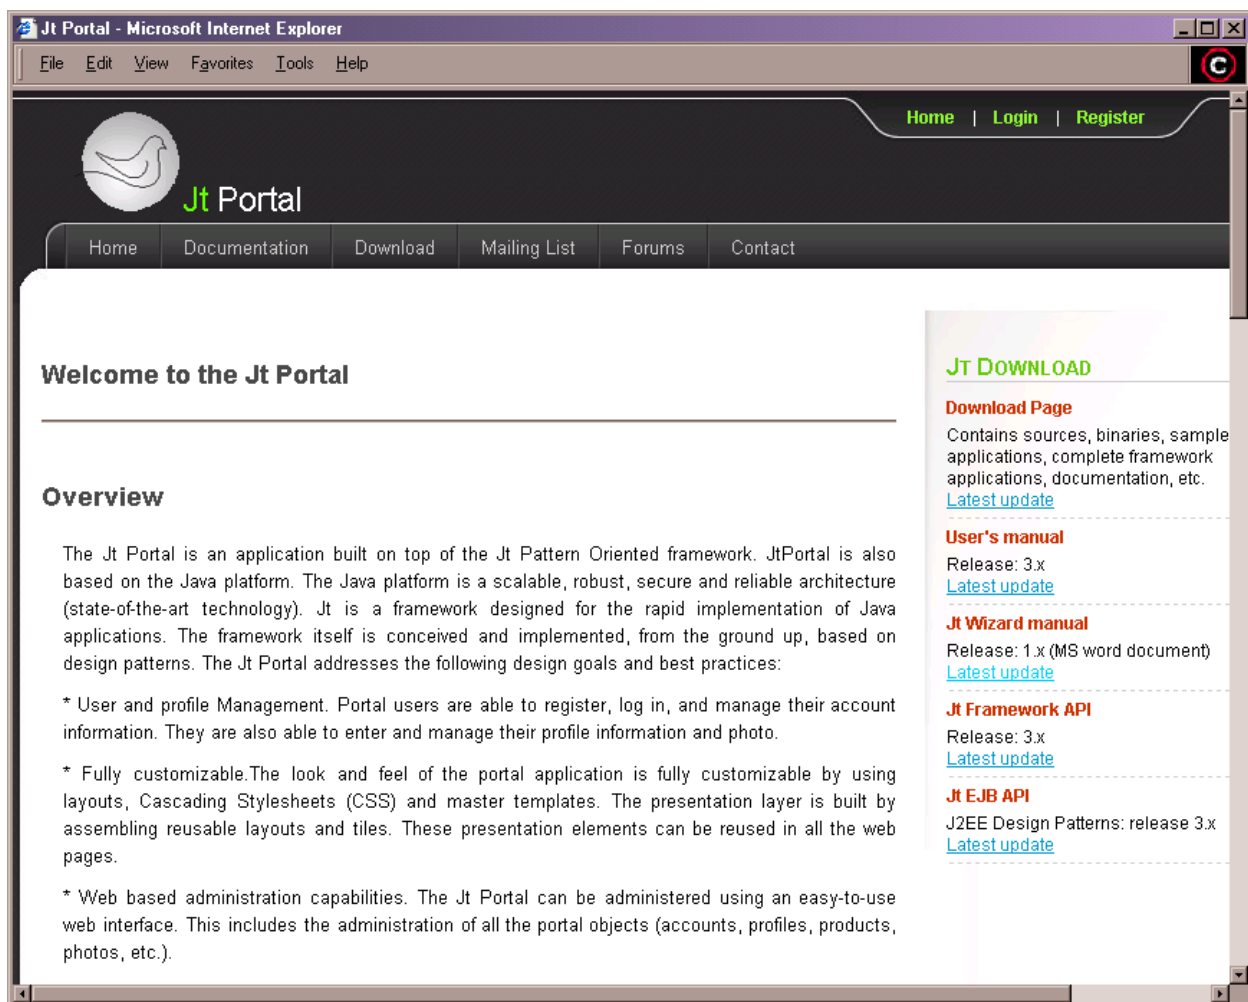 Jt Portal - Microsoft Internet Explorer
File Edit View Favorites Tools Help
Home | Login | Register
Jt Portal
Home Documentation Download Mailing List Forums Contact
Welcome to the Jt Portal
Overview
The Jt Portal is an application built on top of the Jt Pattern Oriented framework. JtPortal is also
based on the Java platform. The Java platform is a scalable, robust, secure and reliable architecture
(state-of-the-art technology). Jt is a framework designed for the rapid implementation of Java
applications. The framework itself is conceived and implemented, from the ground up, based on
design patterns. The Jt Portal addresses the following design goals and best practices:
* User and profile Management. Portal users are able to register, log in, and manage their account
information. They are also able to enter and manage their profile information and photo.
* Fully customizable.The look and feel of the portal application is fully customizable by using
layouts, Cascading Stylesheets (CSS) and master templates. The presentation layer is built by
assembling reusable layouts and tiles. These presentation elements can be reused in all the web
pages.
* Web based administration capabilities. The Jt Portal can be administered using an easy-to-use
web interface. This includes the administration of all the portal objects (accounts, profiles, products,
photos, etc.).
JT DOWNLOAD
Download Page
Contains sources, binaries, sample
applications, complete framework
applications, documentation, etc.
Latest update
User's manual
Release: 3.x
Latest update
Jt Wizard manual
Release: 1.x (MS word document)
Latest update
Jt Framework API
Release: 3.x
Latest update
Jt EJB API
J2EE Design Patterns: release 3.x
Latest update